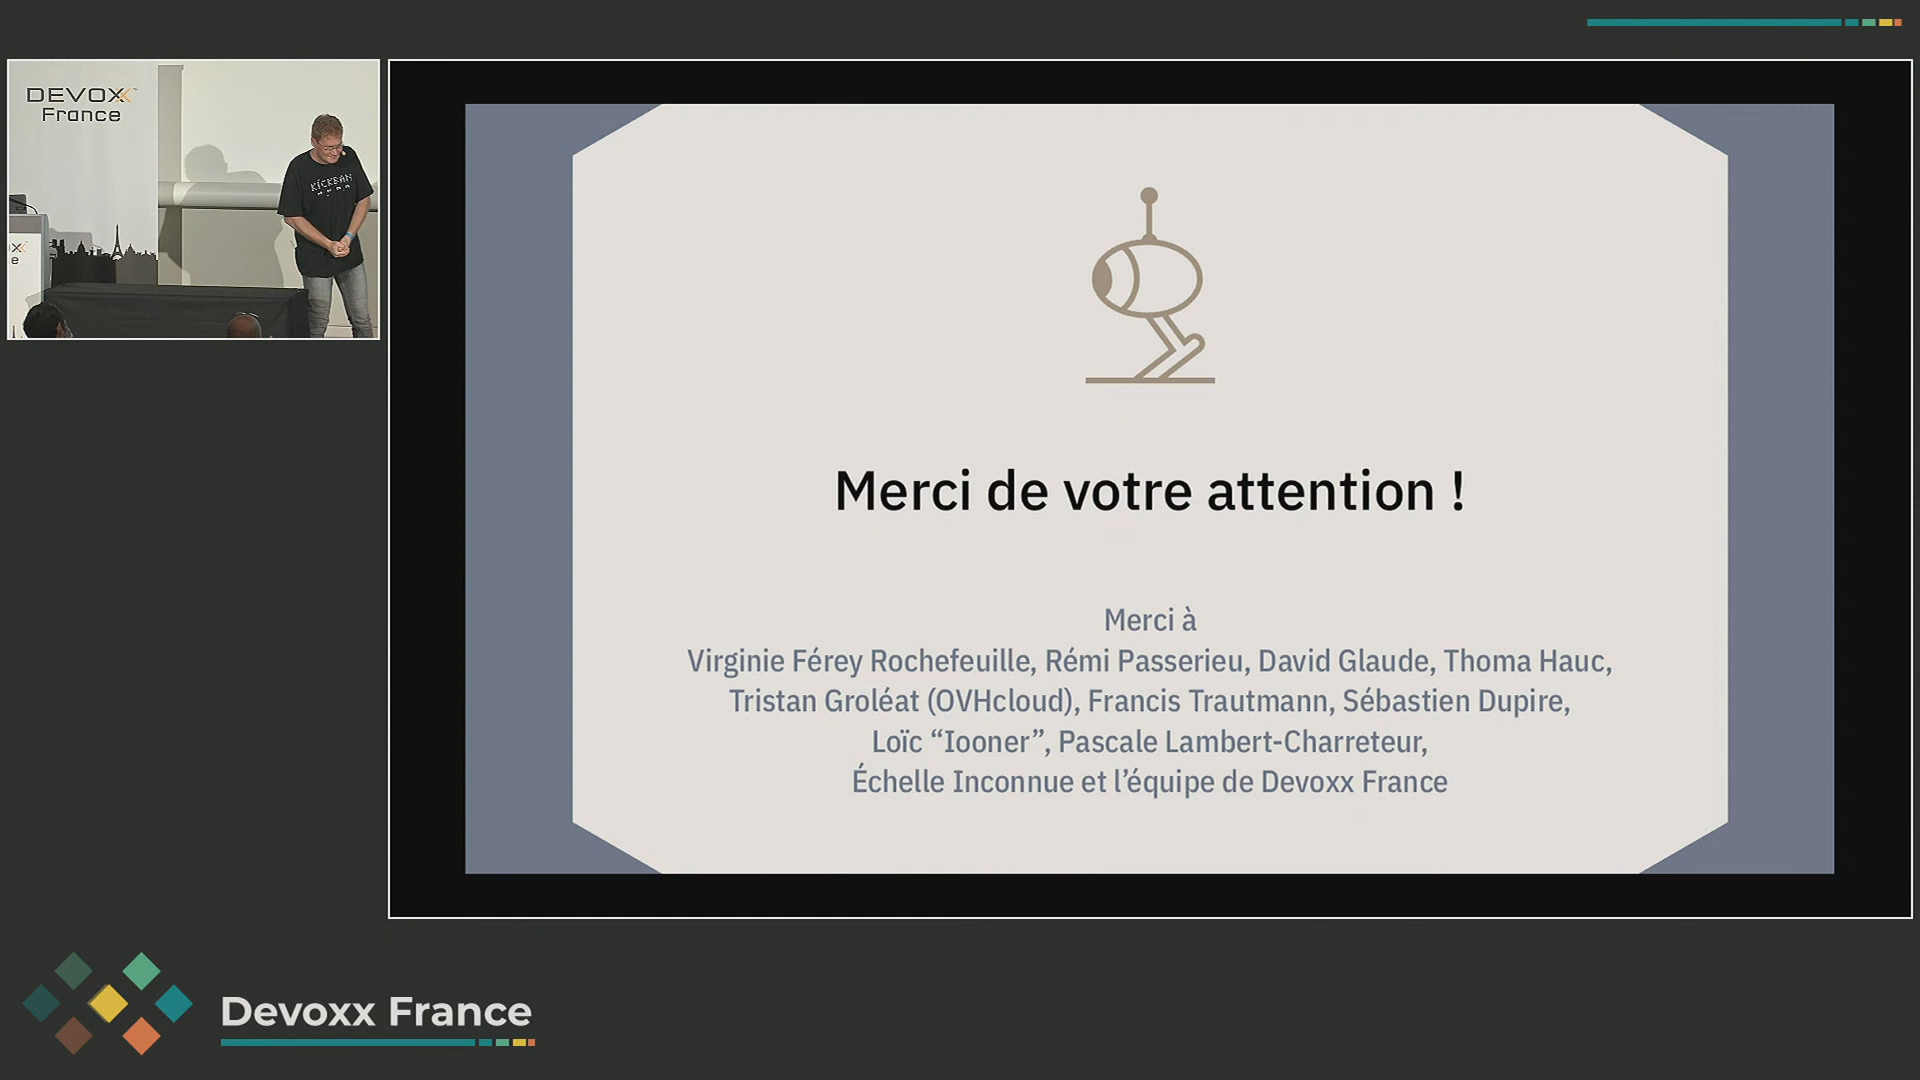 DEVOXX
France
KICKBAN
Merci de votre attention !
Merci à
Virginie Férey Rochefeuille, Rémi Passerieu, David Glaude, Thoma Hauc,
Tristan Groléat (OVHcloud), Francis Trautmann, Sébastien Dupire,
Loïc “Iooner”, Pascale Lambert-Charreteur,
Échelle Inconnue et l’équipe de Devoxx France
Devoxx France